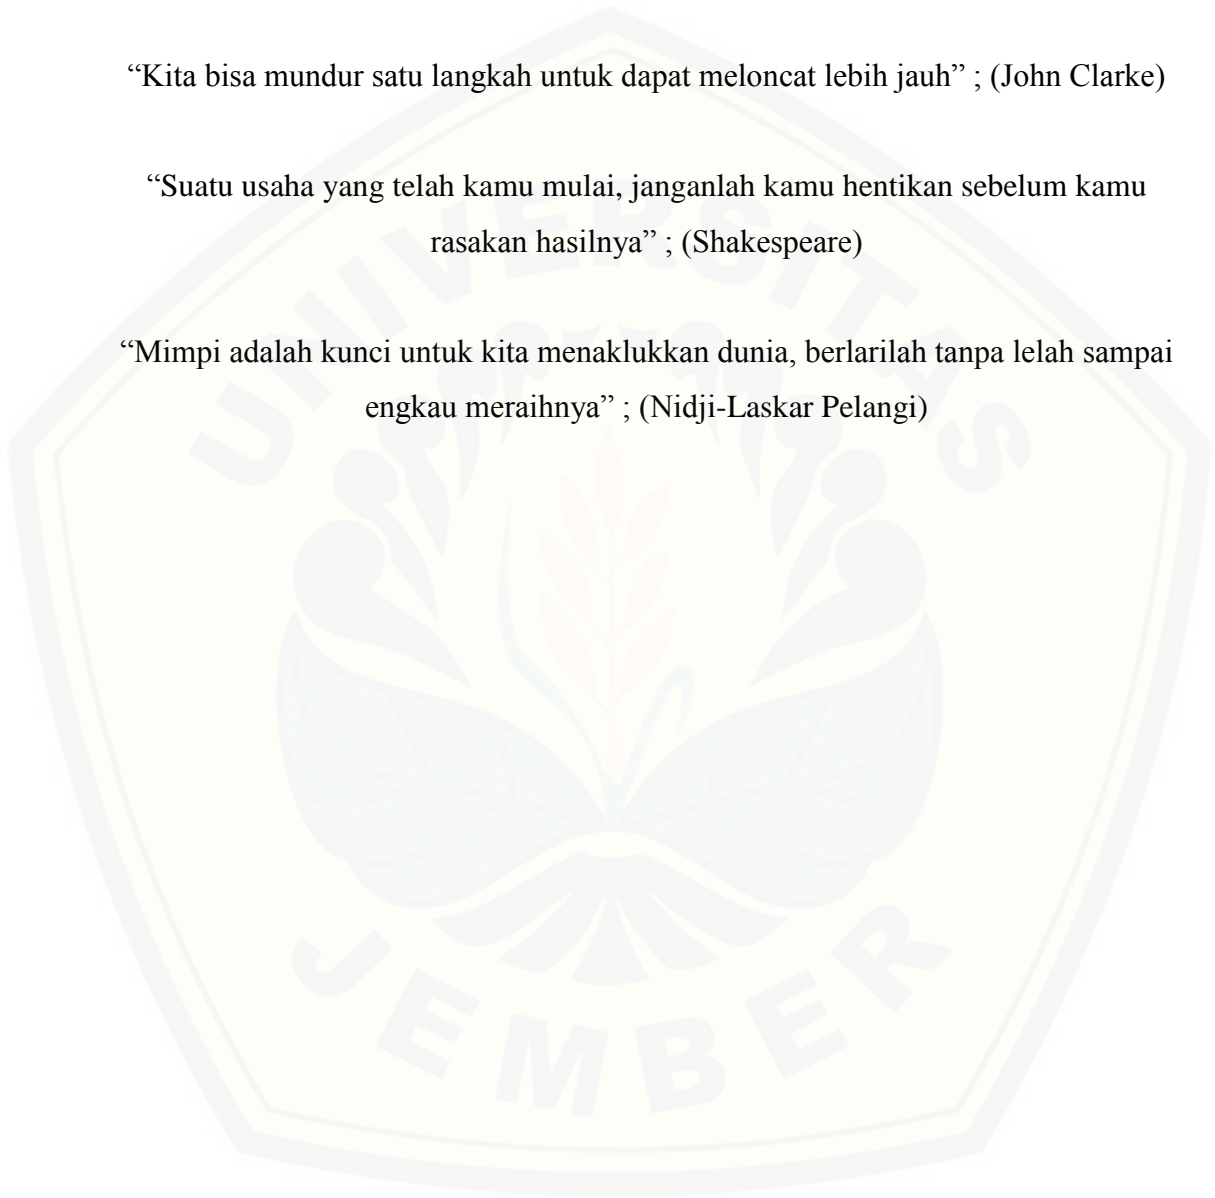 “Kita bisa mundur satu langkah untuk dapat meloncat lebih jauh” ; (John Clarke)
“Suatu usaha yang telah kamu mulai, janganlah kamu hentikan sebelum kamu
rasakan hasilnya” ; (Shakespeare)
“Mimpi adalah kunci untuk kita menaklukkan dunia, berlarilah tanpa lelah sampai
engkau meraihnya” ; (Nidji-Laskar Pelangi)
UNIVERSITAS
JEMBER